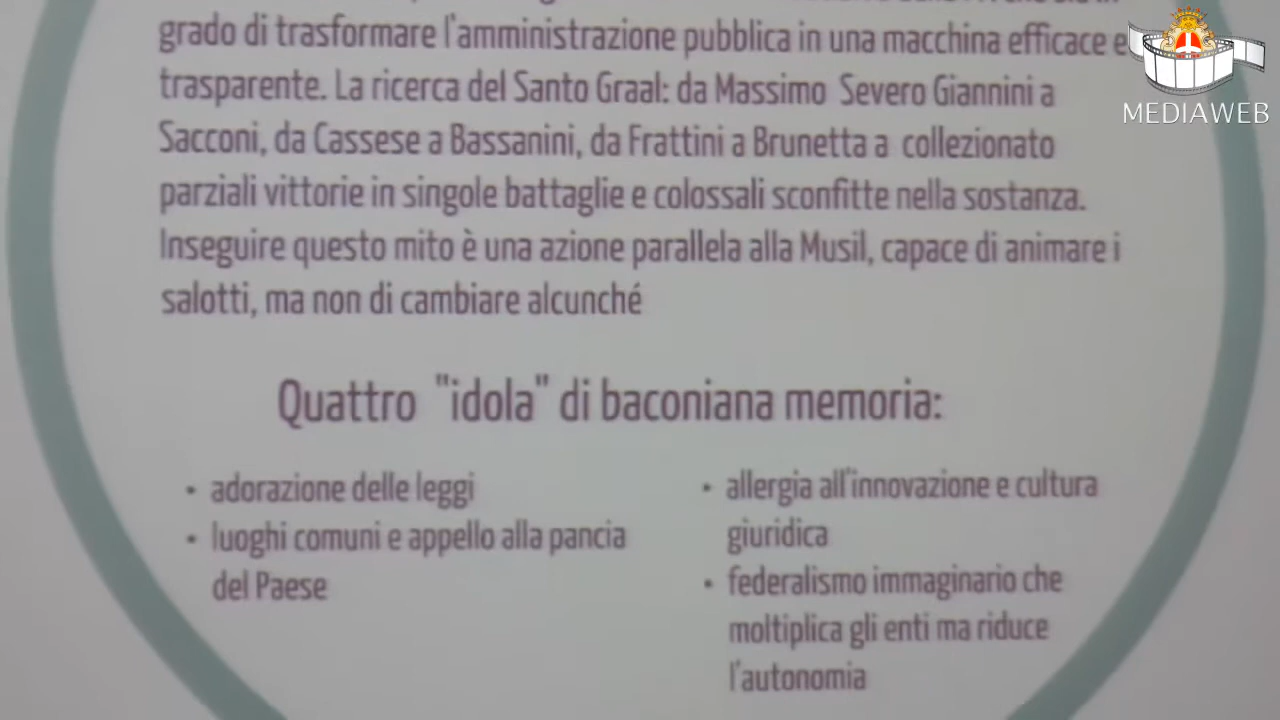 grado di trasformare l'amministrazione pubblica in una macchina efficace e
trasparente. La ricerca del Santo Graal: da Massimo Severo Giannini a
Sacconi, da Cassese a Bassanini, da Frattini a Brunetta a collezionato
parziali vittorie in singole battaglie e colossali sconfitte nella sostanza.
Inseguire questo mito è una azione parallela alla Musil, capace di animare i
salotti, ma non di cambiare alcunché
Quattro "idola" di baconiana memoria:
• adorazione delle leggi
• luoghi comuni e appello alla pancia
del Paese
• allergia all'innovazione e cultura
giuridica
• federalismo immaginario che
moltiplica gli enti ma riduce
l'autonomia
MEDIAWEB